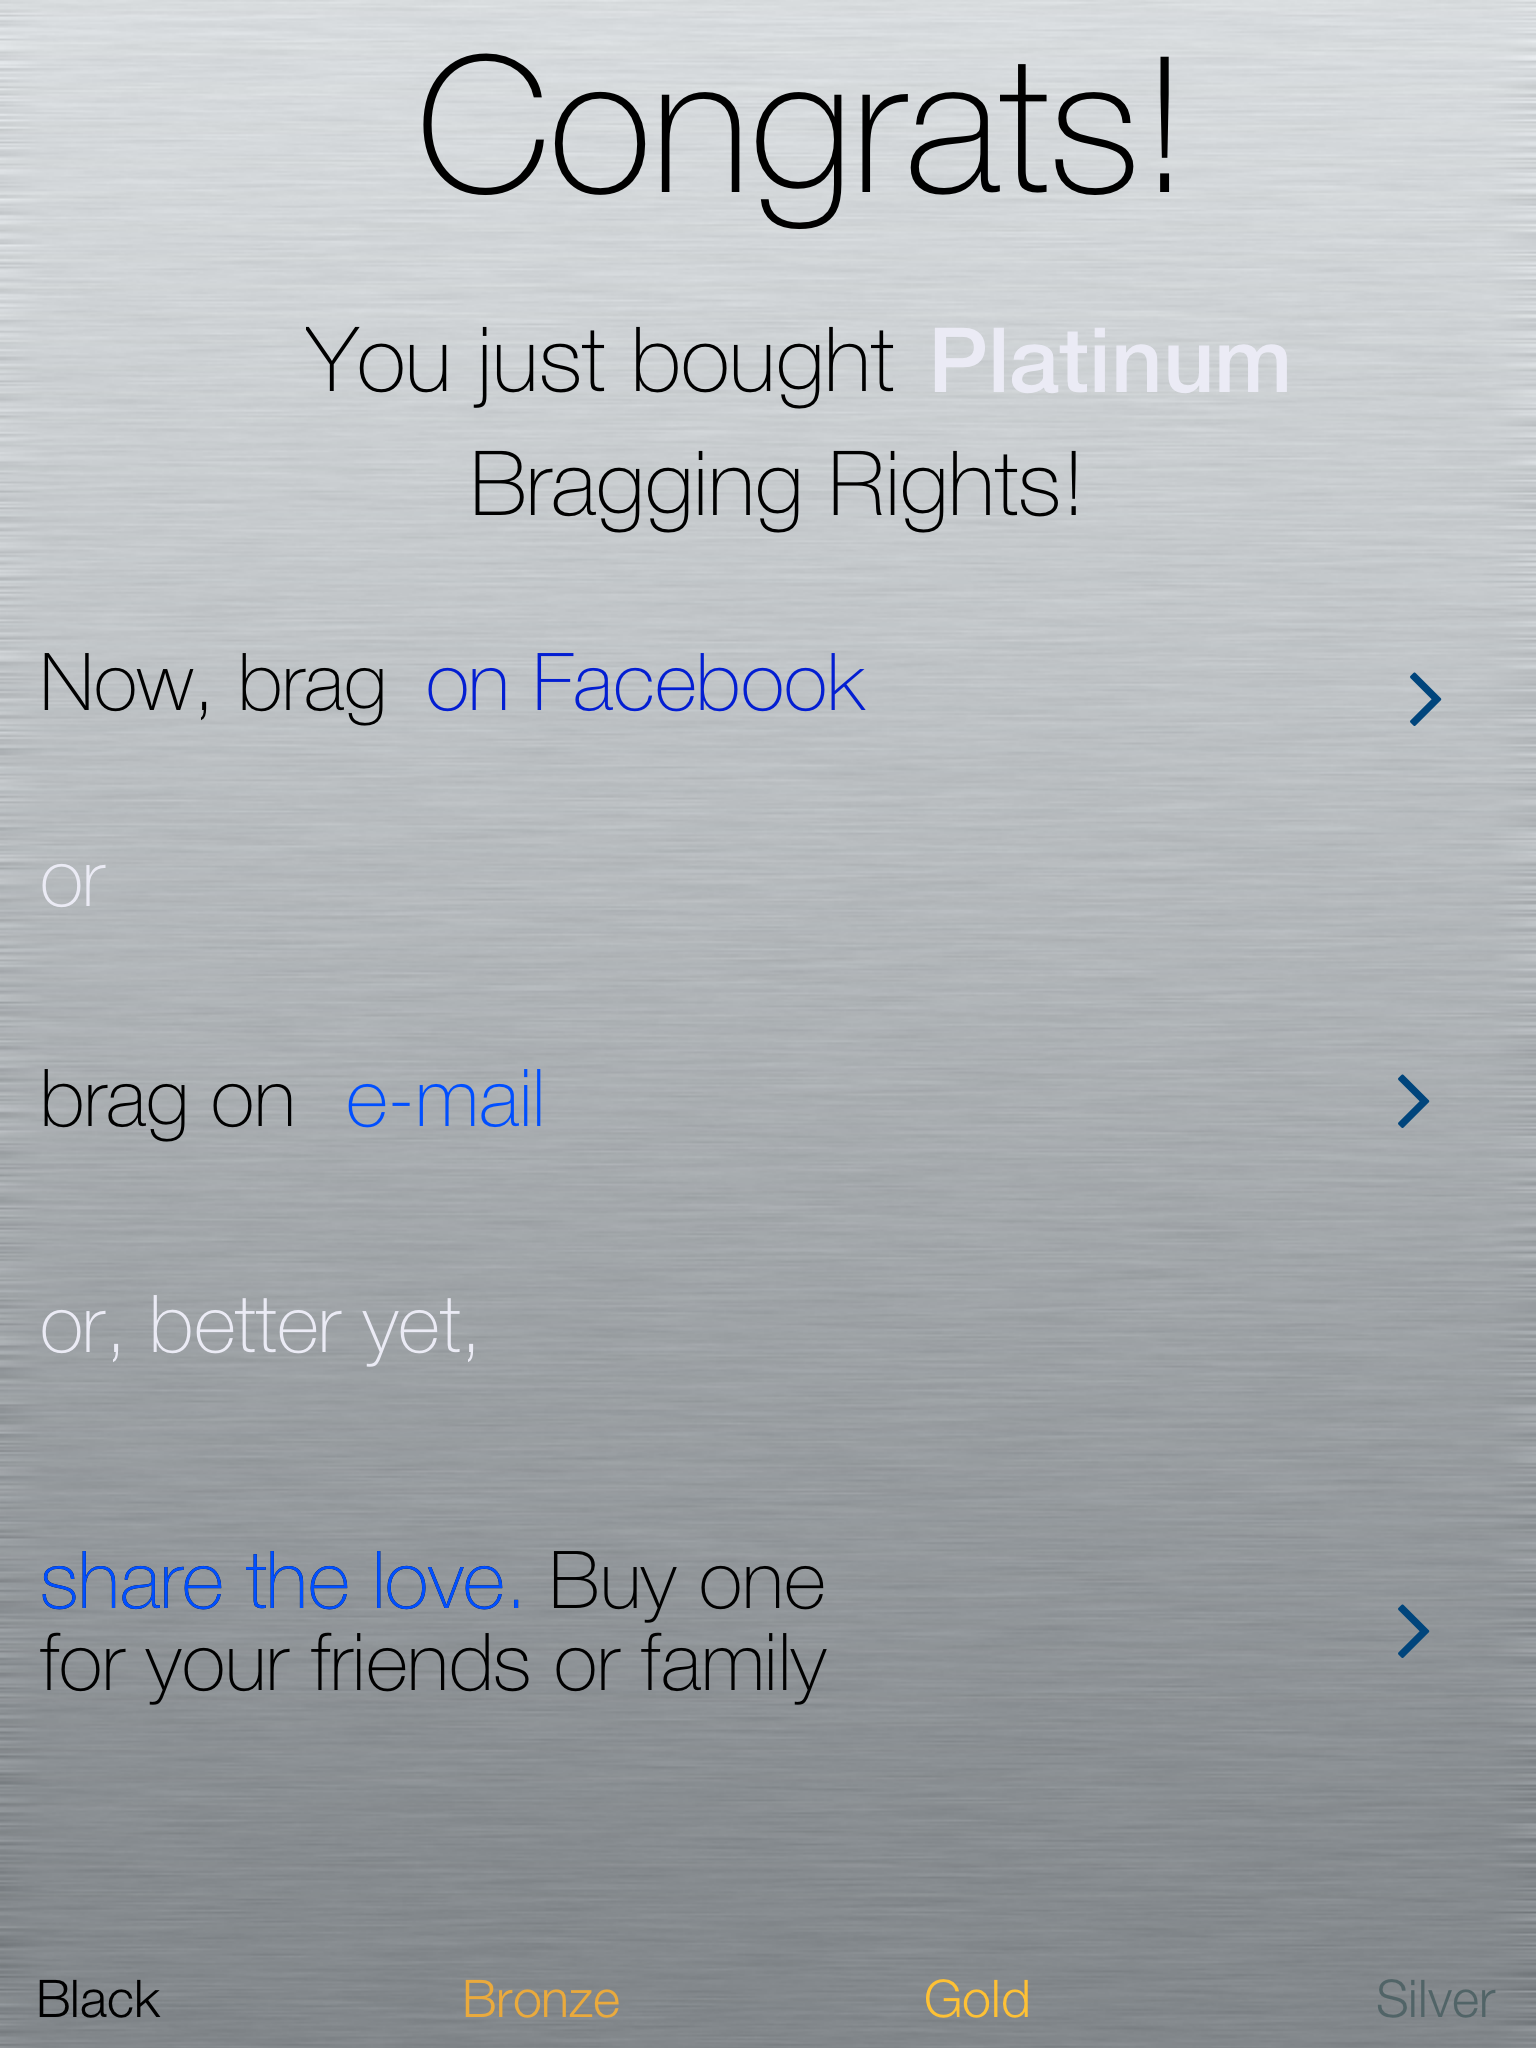 Congrats!
You just bought Platinum
Bragging Rights!
Now, brag on Facebook
or
brag on e-mail
or, better yet,
share the love. Buy one
for your friends or family
Black Bronze Gold Silver